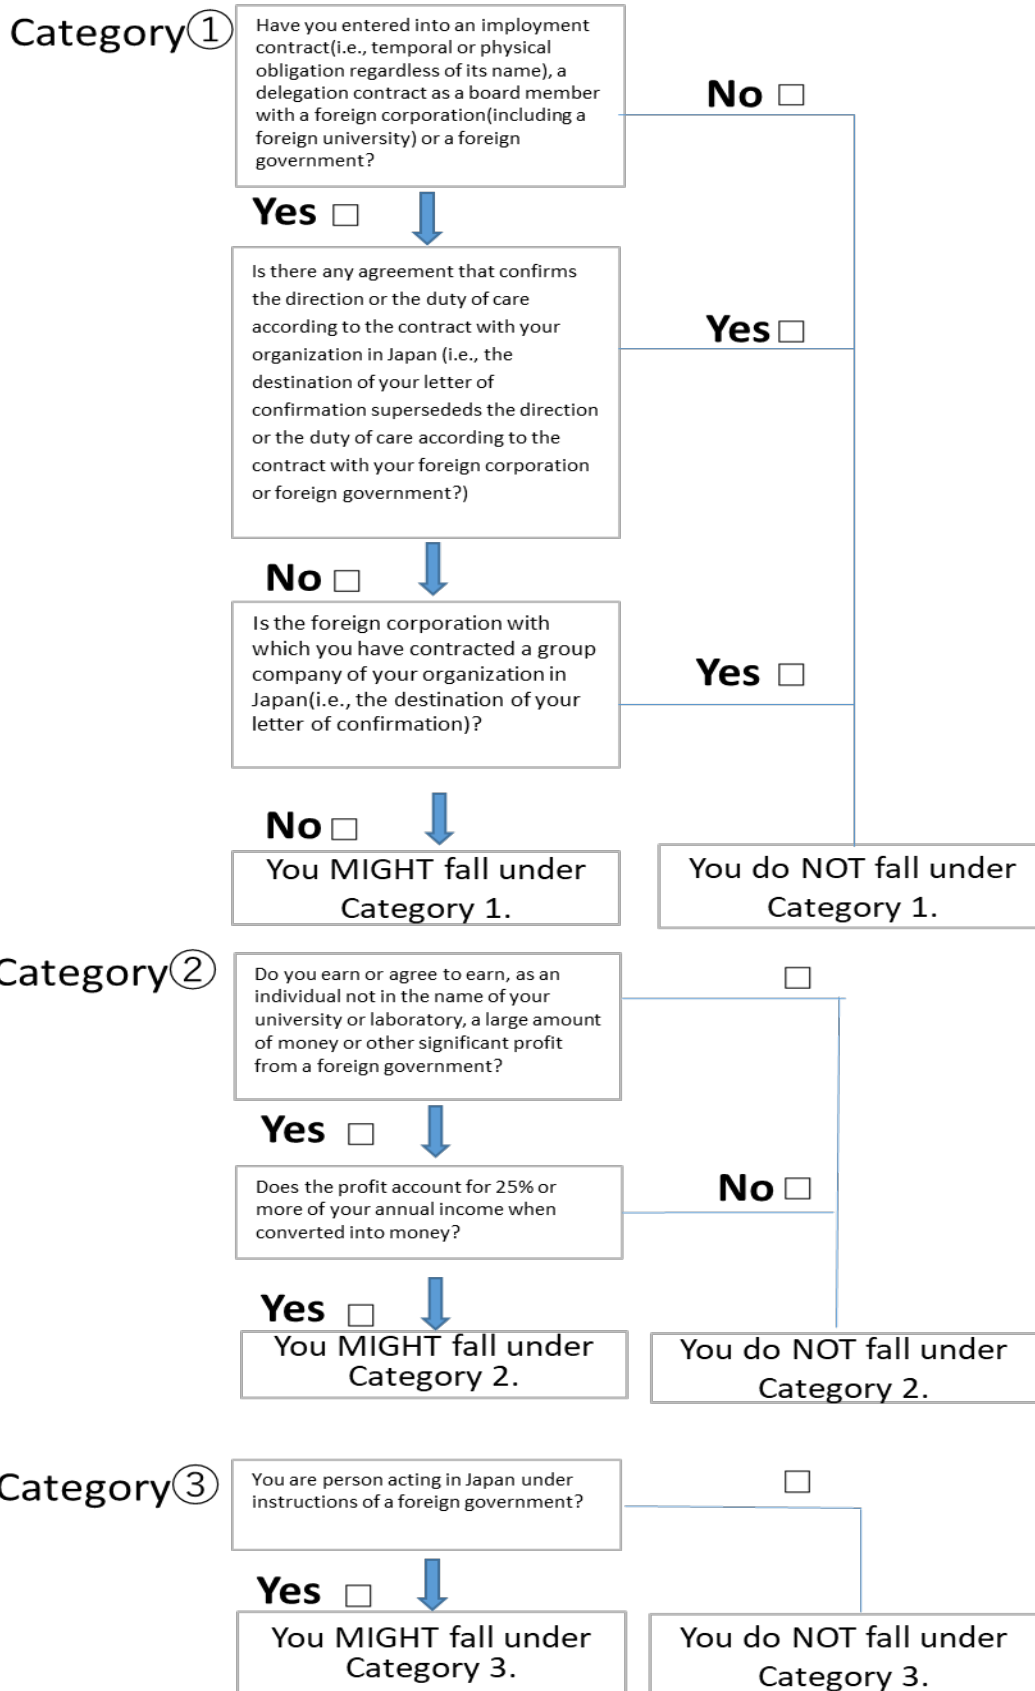 Category①
Have you entered into an imployment
contract(i.e., temporal or physical
obligation regardless of its name), a
delegation contract as a board member
with a foreign corporation(including a
foreign university) or a foreign
government?
No □
Yes □
Is there any agreement that confirms
the direction or the duty of care
according to the contract with your
organization in Japan (i.e., the
destination of your letter of
confirmation supersededs the direction
or the duty of care according to the
contract with your foreign corporation
or foreign government?)
Yes □
No □
Is the foreign corporation with
which you have contracted a group
company of your organization in
Japan(i.e., the destination of your
letter of confirmation)?
Yes □
No □
You MIGHT fall under
Category 1.
You do NOT fall under
Category 1.
Category②
Do you earn or agree to earn, as an
individual not in the name of your
university or laboratory, a large amount
of money or other significant profit
from a foreign government?
□
Yes □
Does the profit account for 25% or
more of your annual income when
converted into money?
No □
Yes □
You MIGHT fall under
Category 2.
You do NOT fall under
Category 2.
Category③
You are person acting in Japan under
instructions of a foreign government?
□
Yes □
You MIGHT fall under
Category 3.
You do NOT fall under
Category 3.